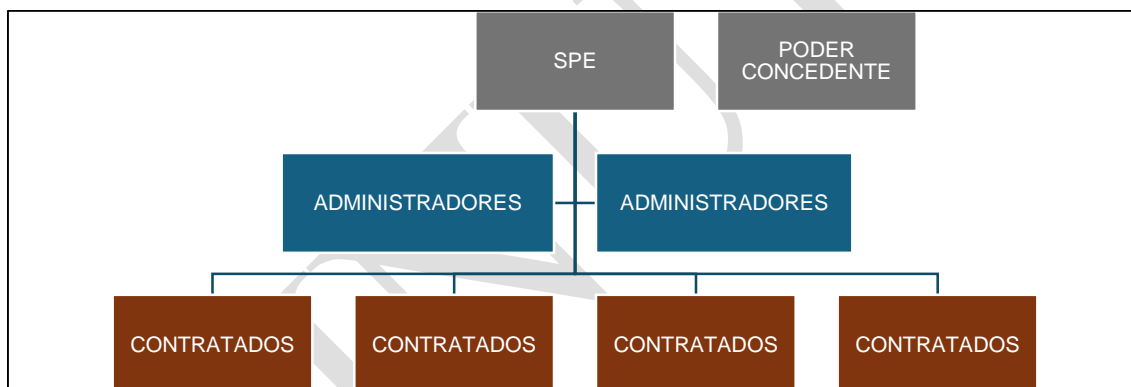 SPE
PODER
CONCEDENTE
ADMINISTRADORES
ADMINISTRADORES
CONTRATADOS
CONTRATADOS
CONTRATADOS
CONTRATADOS